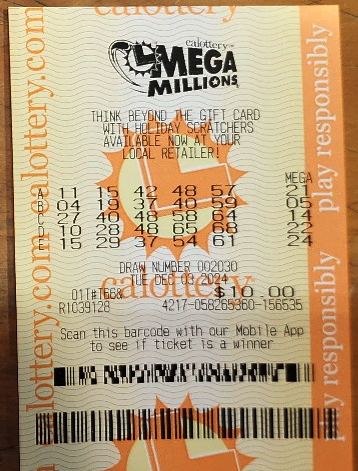 calottery
calottery
MEGA
MILLIONS
THINK BEYOND THE GIFT CARD
WITH HOLIDAY SCRATCHERS
AVAILABLE NOW AT YOUR
LOCAL RETAILER!
MEGA
A 11 15 42 48 57 21
B 04 19 37 40 59 05
C 27 40 48 58 64 14
D 10 28 48 65 68 22
E 15 29 37 54 61 24
DRAW NUMBER 002030
TUE DEC 03 2024
calottery
$10.00
R1039128 4217-058265360-156535
Scan this barcode with our Mobile App
to see if ticket is a winner
calottery.com
calottery.com
play responsibly
play responsibly